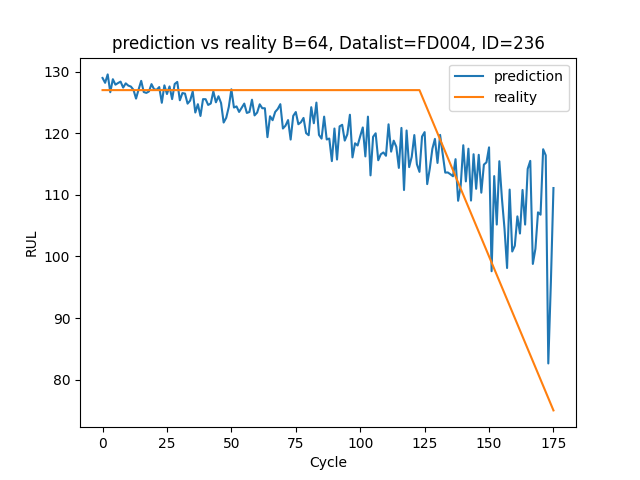 prediction vs reality B=64, Datalist=FD004, ID=236
prediction
reality
130
120
110
100
90
80
RUL
0 25 50 75 100 125 150 175
Cycle